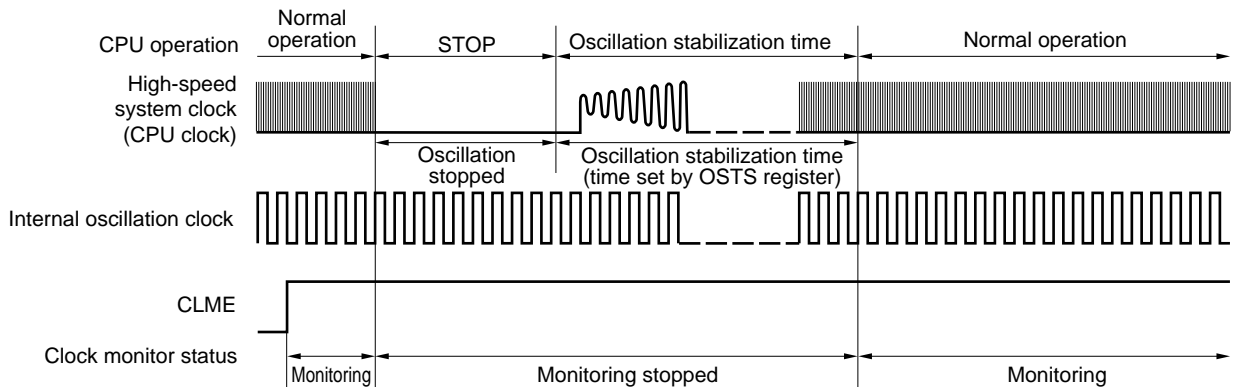 Normal
operation
CPU operation
STOP
Oscillation stabilization time
Normal operation
High-speed
system clock
(CPU clock)
Oscillation
stopped
Oscillation stabilization time
(time set by OSTS register)
Internal oscillation clock
CLME
Clock monitor status
Monitoring
Monitoring stopped
Monitoring